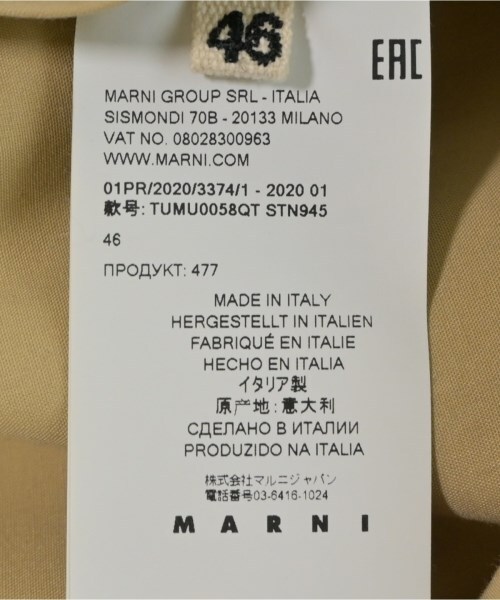 46
EAC
MARNI GROUP SRL - ITALIA
SISMONDI 70B - 20133 MILANO
VAT NO. 08028300963
WWW.MARNI.COM
01PR/2020/3374/1 - 2020 01
款号: TUMU0058QT STN945
46
ПРОДУКТ: 477
MADE IN ITALY
HERGESTELLT IN ITALIEN
FABRIQUÉ EN ITALIE
HECHO EN ITALIA
イタリア製
原产地: 意大利
СДЕЛАНО В ИТАЛИИ
PRODUZIDO NA ITALIA
株式会社マルニジャパン
電話番号03-6416-1024
MARNI